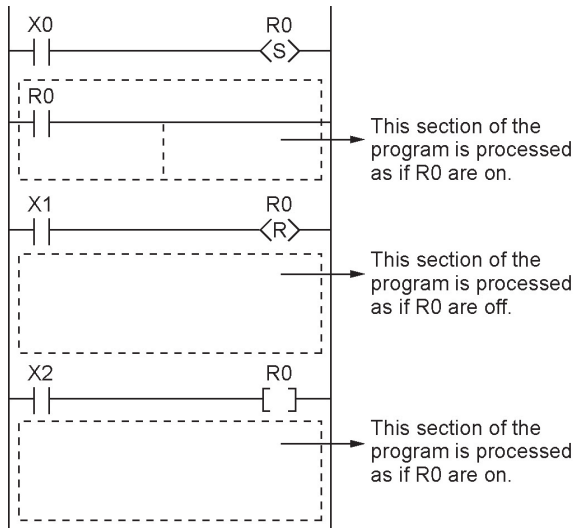 X0 R0
S
R0
This section of the
program is processed
as if R0 are on.
X1 R0
R
This section of the
program is processed
as if R0 are off.
X2 R0
This section of the
program is processed
as if R0 are on.